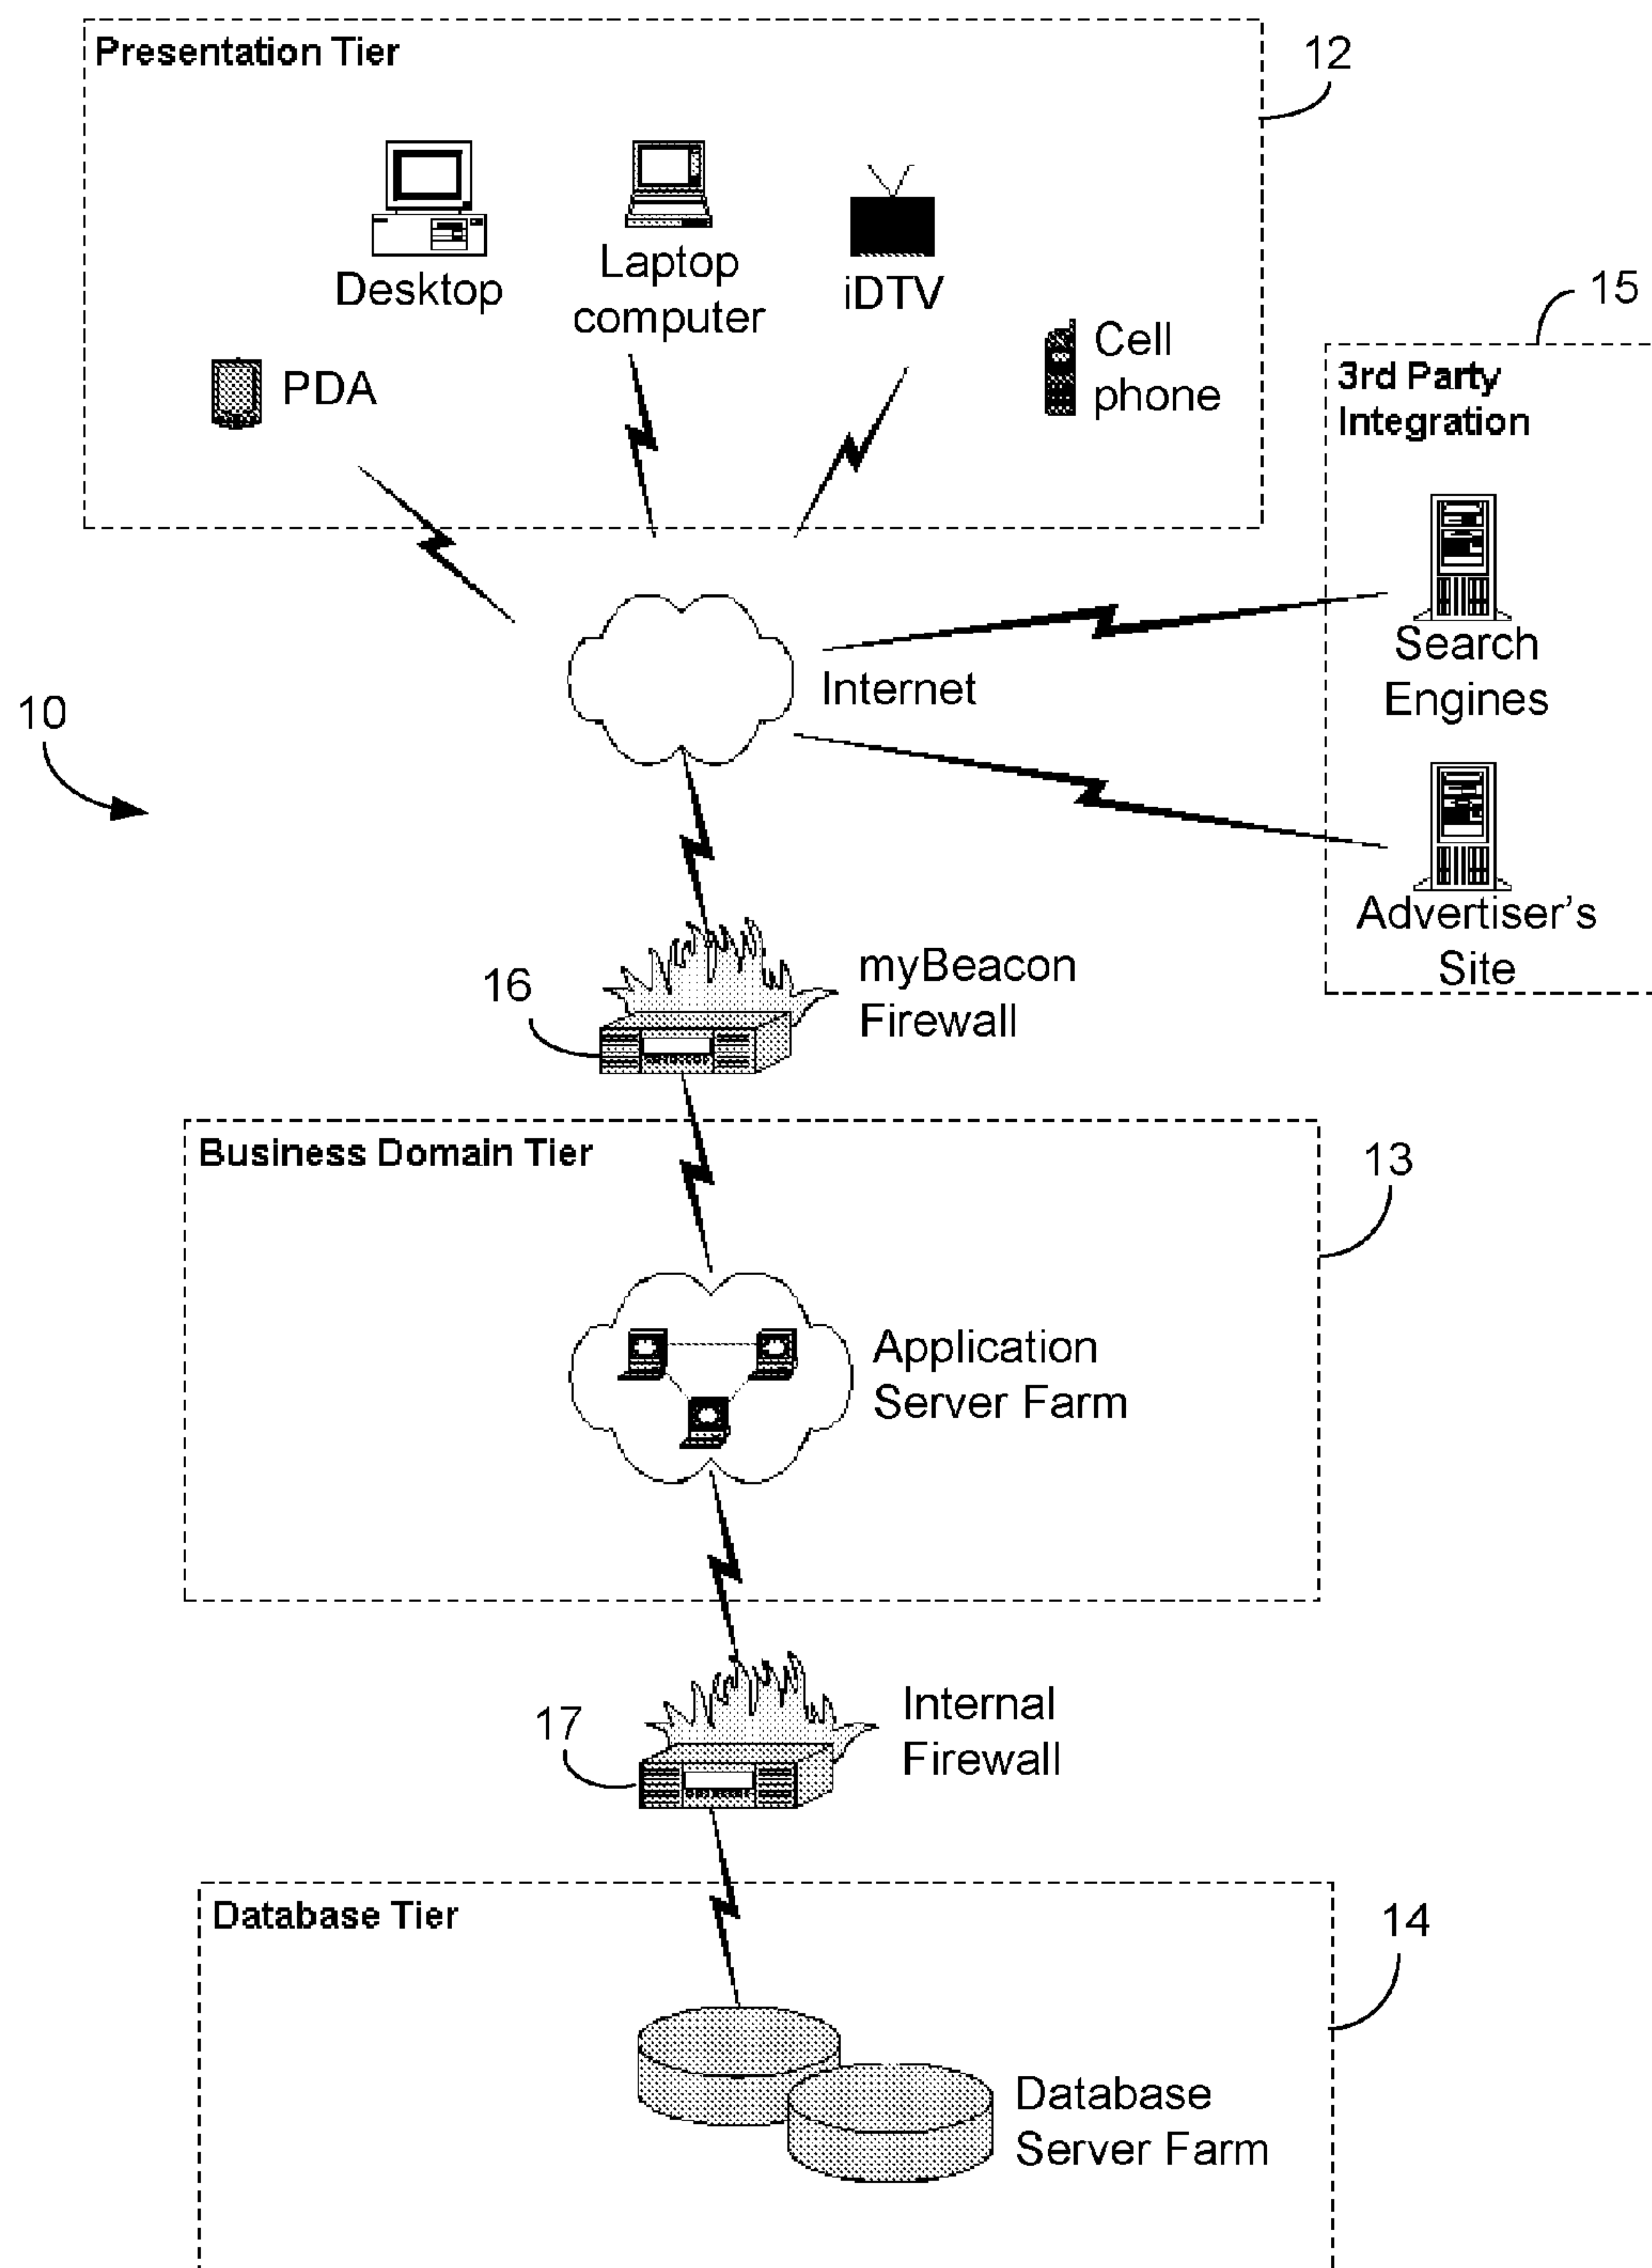 Presentation Tier
12
Desktop
Laptop
computer
iDTV
PDA
Cell
phone
15
3rd Party
Integration
Search
Engines
Internet
10
Advertiser's
Site
myBeacon
Firewall
16
Business Domain Tier
13
Application
Server Farm
Internal
Firewall
17
Database Tier
14
Database
Server Farm